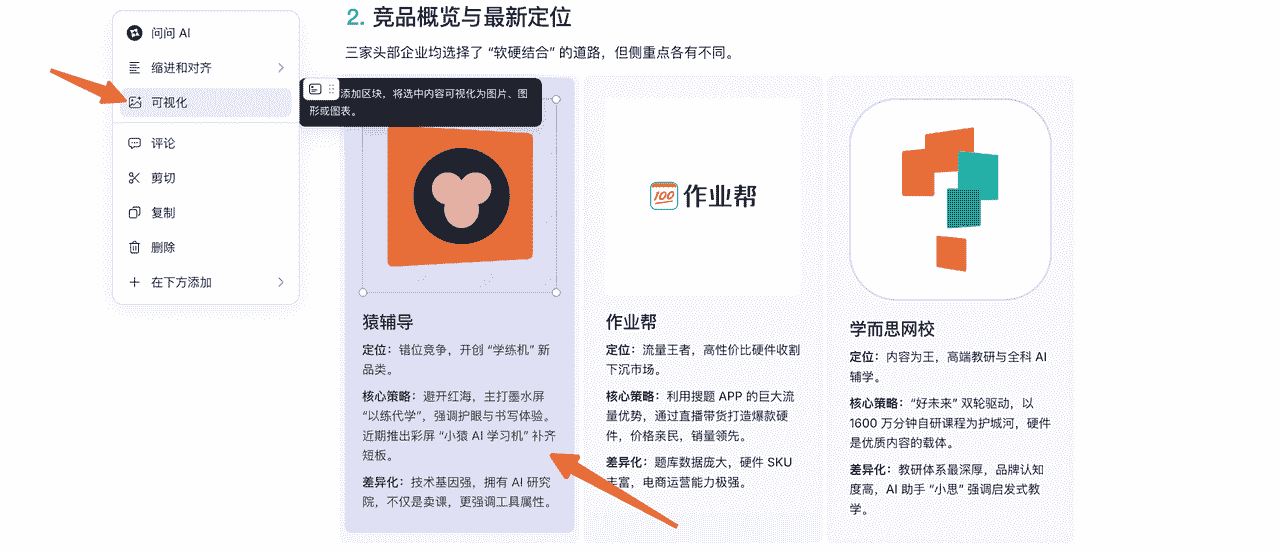 问问 AI
缩进和对齐
可视化
评论
剪切
复制
删除
在下方添加
2. 竞品概览与最新定位
三家头部企业均选择了 “软硬结合” 的道路，但侧重点各有不同。
添加区块，将选中内容可视化为图片、图
形或图表。
猿辅导
定位：错位竞争，开创 “学练机” 新
品类。
核心策略：避开红海，主打墨水屏
“以练代学”，强调护眼与书写体验。
近期推出彩屏 “小猿 AI 学习机” 补齐
短板。
差异化：技术基因强，拥有 AI 研究
院，不仅是卖课，更强调工具属性。
100 作业帮
作业帮
定位：流量王者，高性价比硬件收割
下沉市场。
核心策略：利用搜题 APP 的巨大流
量优势，通过直播带货打造爆款硬
件，价格亲民，销量领先。
差异化：题库数据庞大，硬件 SKU
丰富，电商运营能力极强。
学而思网校
定位：内容为王，高端教研与全科 AI
辅学。
核心策略：“好未来” 双轮驱动，以
1600 万分钟自研课程为护城河，硬件
是优质内容的载体。
差异化：教研体系最深厚，品牌认知
度高，AI 助手 “小思” 强调启发式教
学。